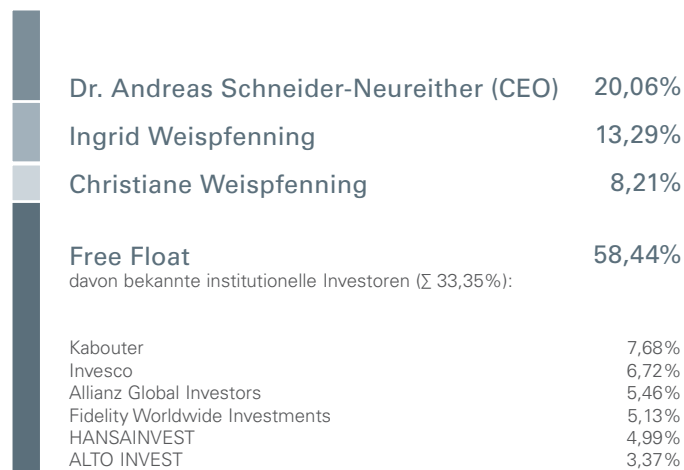 Dr. Andreas Schneider-Neureither (CEO) 20,06%
Ingrid Weispfenning 13,29%
Christiane Weispfenning 8,21%
Free Float 58,44%
davon bekannte institutionelle Investoren (∑ 33,35%):
Kabouter 7,68%
Invesco 6,72%
Allianz Global Investors 5,46%
Fidelity Worldwide Investments 5,13%
HANSAINVEST 4,99%
ALTO INVEST 3,37%